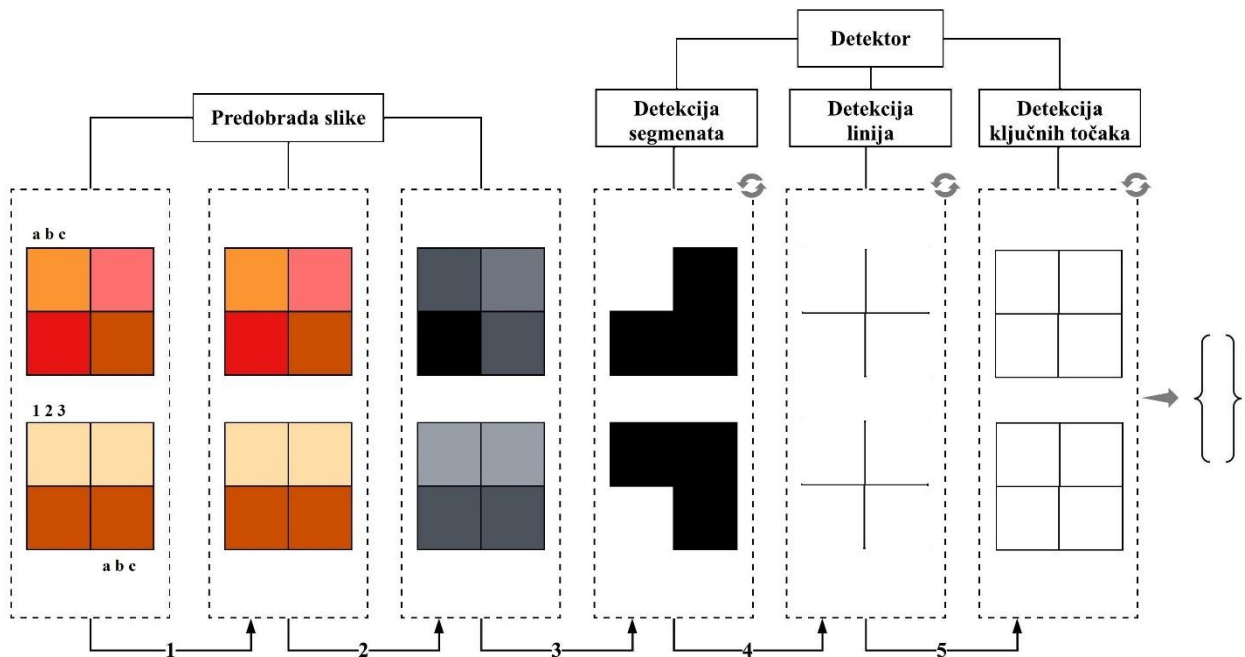 Detektor
Predobrada slike
Detekcija
segmenata
Detekcija
linija
Detekcija
ključnih točaka
a b c
1 2 3
a b c
1
2
3
4
5